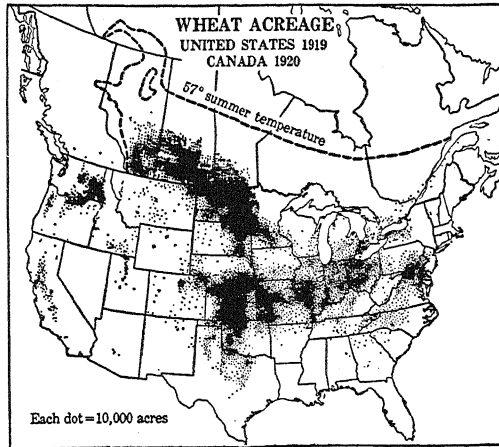 WHEAT ACREAGE
UNITED STATES 1919
CANADA 1920
57° summer temperature
Each dot=10,000 acres